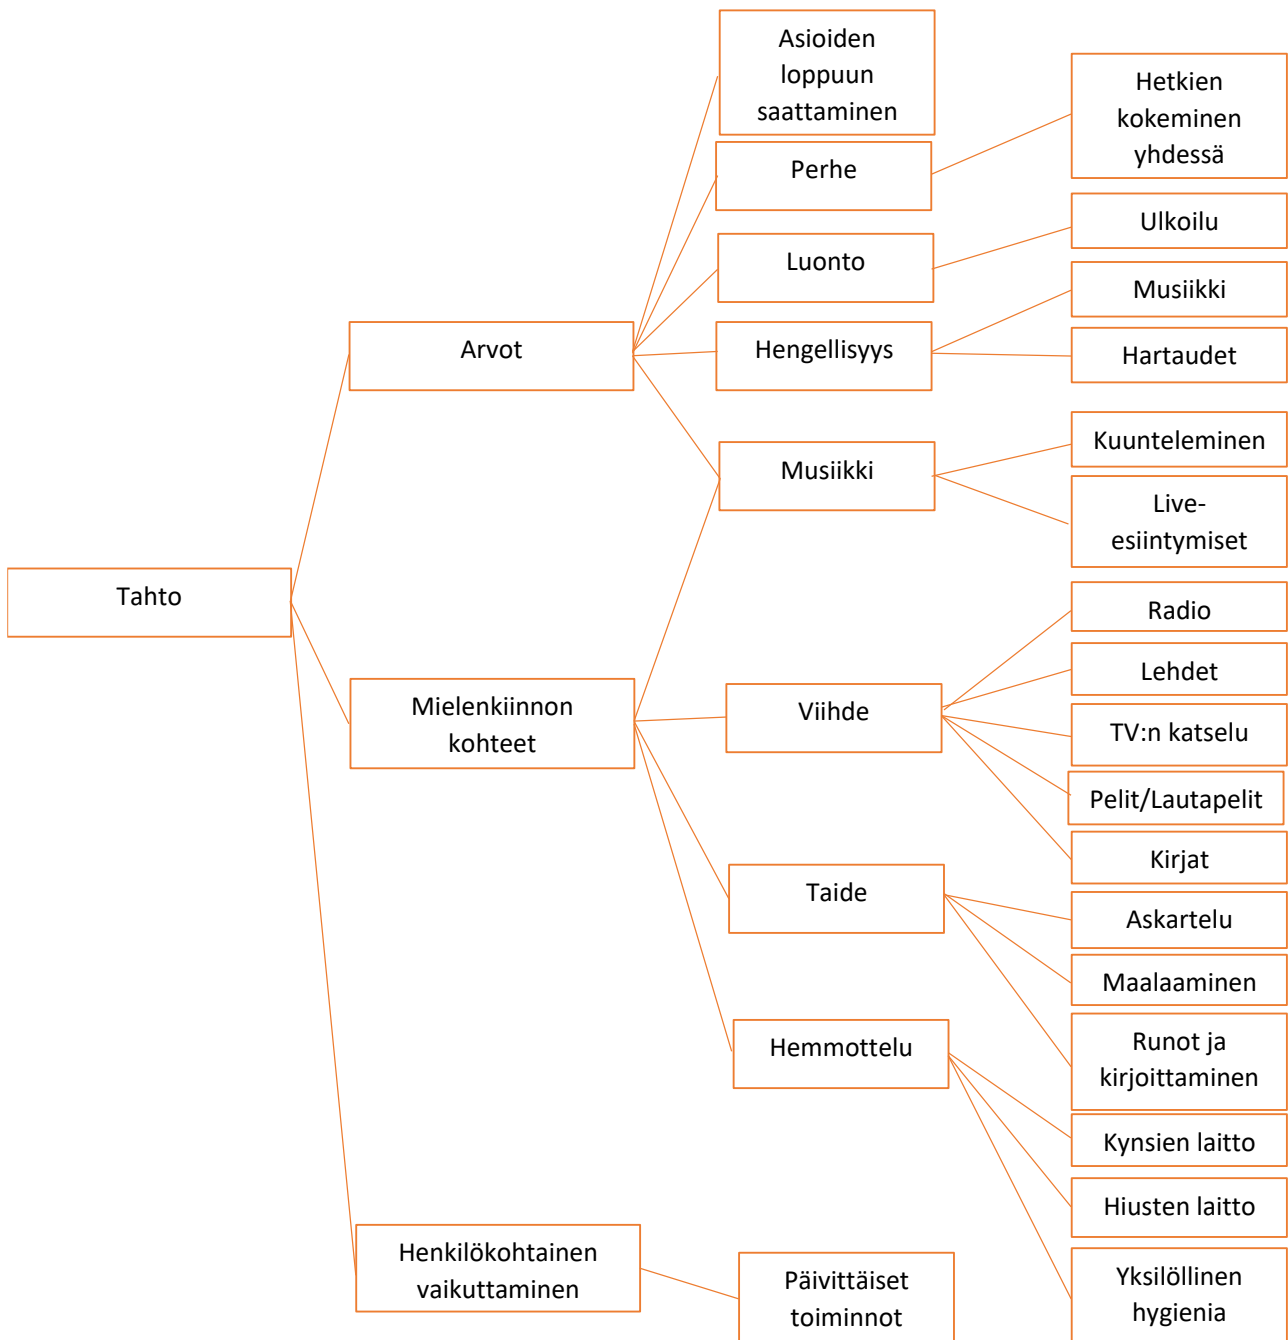 Asioiden
loppuun
saattaminen
Hetkien
kokeminen
yhdessä
Perhe
Ulkoilu
Luonto
Musiikki
Arvot
Hengellisyys
Hartaudet
Kuunteleminen
Musiikki
Live-
esiintymiset
Tahto
Radio
Lehdet
Mielenkiinnon
kohteet
Viihde
TV:n katselu
Pelit/Lautapelit
Kirjat
Taide
Askartelu
Maalaaminen
Runot ja
kirjoittaminen
Hemmottelu
Kynsien laitto
Hiusten laitto
Henkilökohtainen
vaikuttaminen
Päivittäiset
toiminnot
Yksilöllinen
hygienia